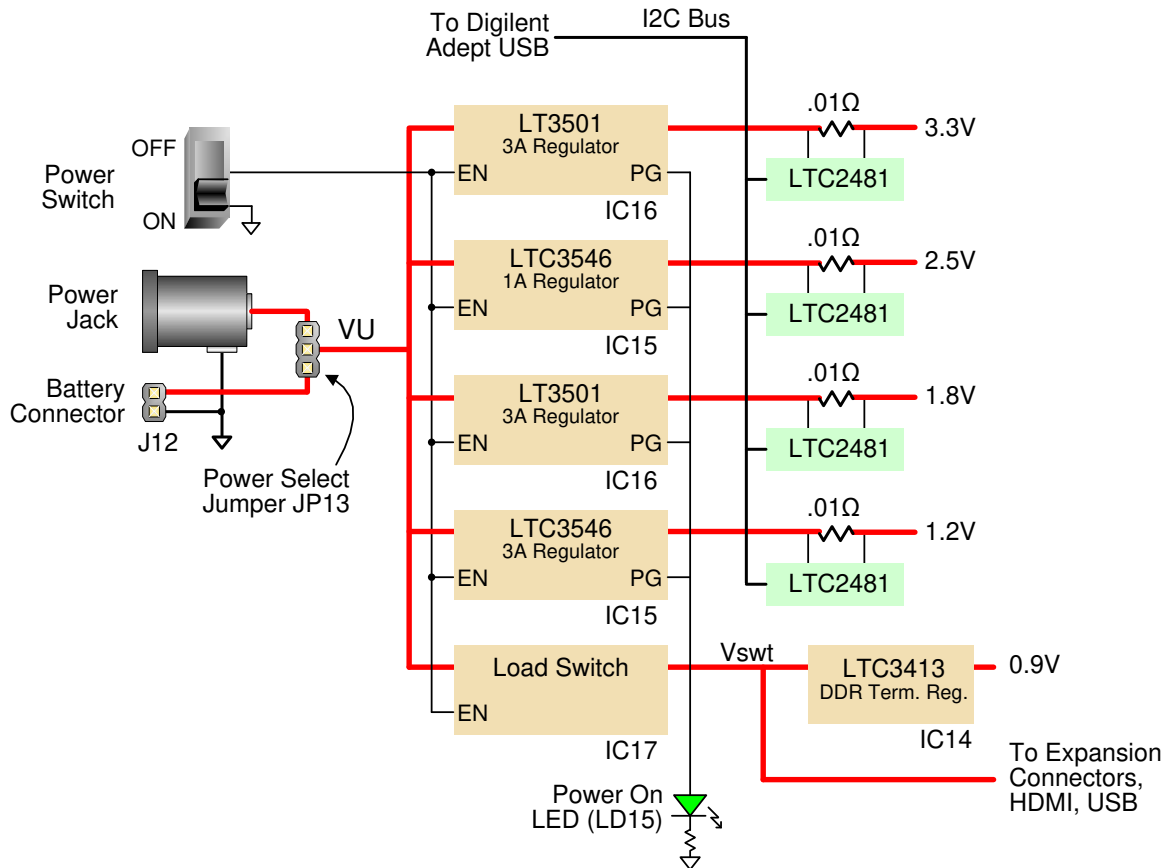 To Digilent
Adept USB
I2C Bus
OFF
Power
Switch
ON
LT3501
3A Regulator
EN
PG
IC16
.01Ω
3.3V
LTC2481
LTC3546
1A Regulator
EN
PG
IC15
.01Ω
2.5V
LTC2481
Power
Jack
VU
Battery
Connector
J12
Power Select
Jumper JP13
LT3501
3A Regulator
EN
PG
IC16
.01Ω
1.8V
LTC2481
LTC3546
3A Regulator
EN
PG
IC15
.01Ω
1.2V
LTC2481
Load Switch
EN
IC17
Vswt
LTC3413
DDR Term. Reg.
IC14
0.9V
To Expansion
Connectors,
HDMI, USB
Power On
LED (LD15)